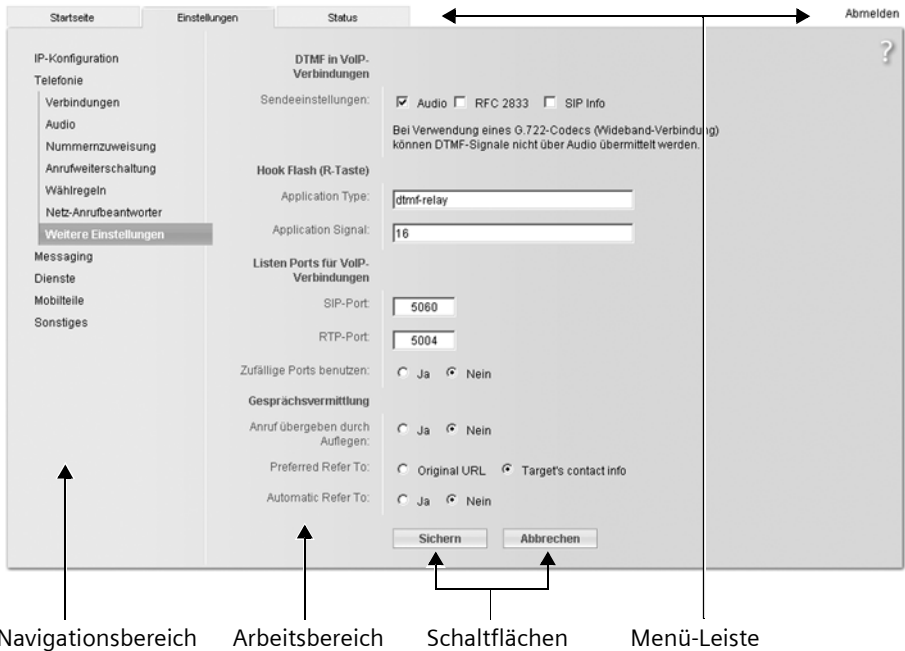 Startseite Einstellungen Status Abmelden
?
IP-Konfiguration
Telefonie
Verbindungen
Audio
Nummernzuweisung
Anrufweiterschaltung
Wählregeln
Netz-Anrufbeantworter
Weitere Einstellungen
Messaging
Dienste
Mobilteile
Sonstiges
DTMF in VoIP-
Verbindungen
Sendeeinstellungen: Audio RFC 2833 SIP Info
Bei Verwendung eines G.722-Codecs (Wideband-Verbindung)
können DTMF-Signale nicht über Audio übermittelt werden.
Hook Flash (R-Taste)
Application Type: dtmf-relay
Application Signal: 16
Listen Ports für VoIP-
Verbindungen
SIP-Port: 5060
RTP-Port: 5004
Zufällige Ports benutzen: Ja Nein
Gesprächsvermittlung
Anruf übergeben durch
Auflegen: Ja Nein
Preferred Refer To: Original URL Target's contact info
Automatic Refer To: Ja Nein
Sichern Abbrechen
Navigationsbereich Arbeitsbereich Schaltflächen Menü-Leiste